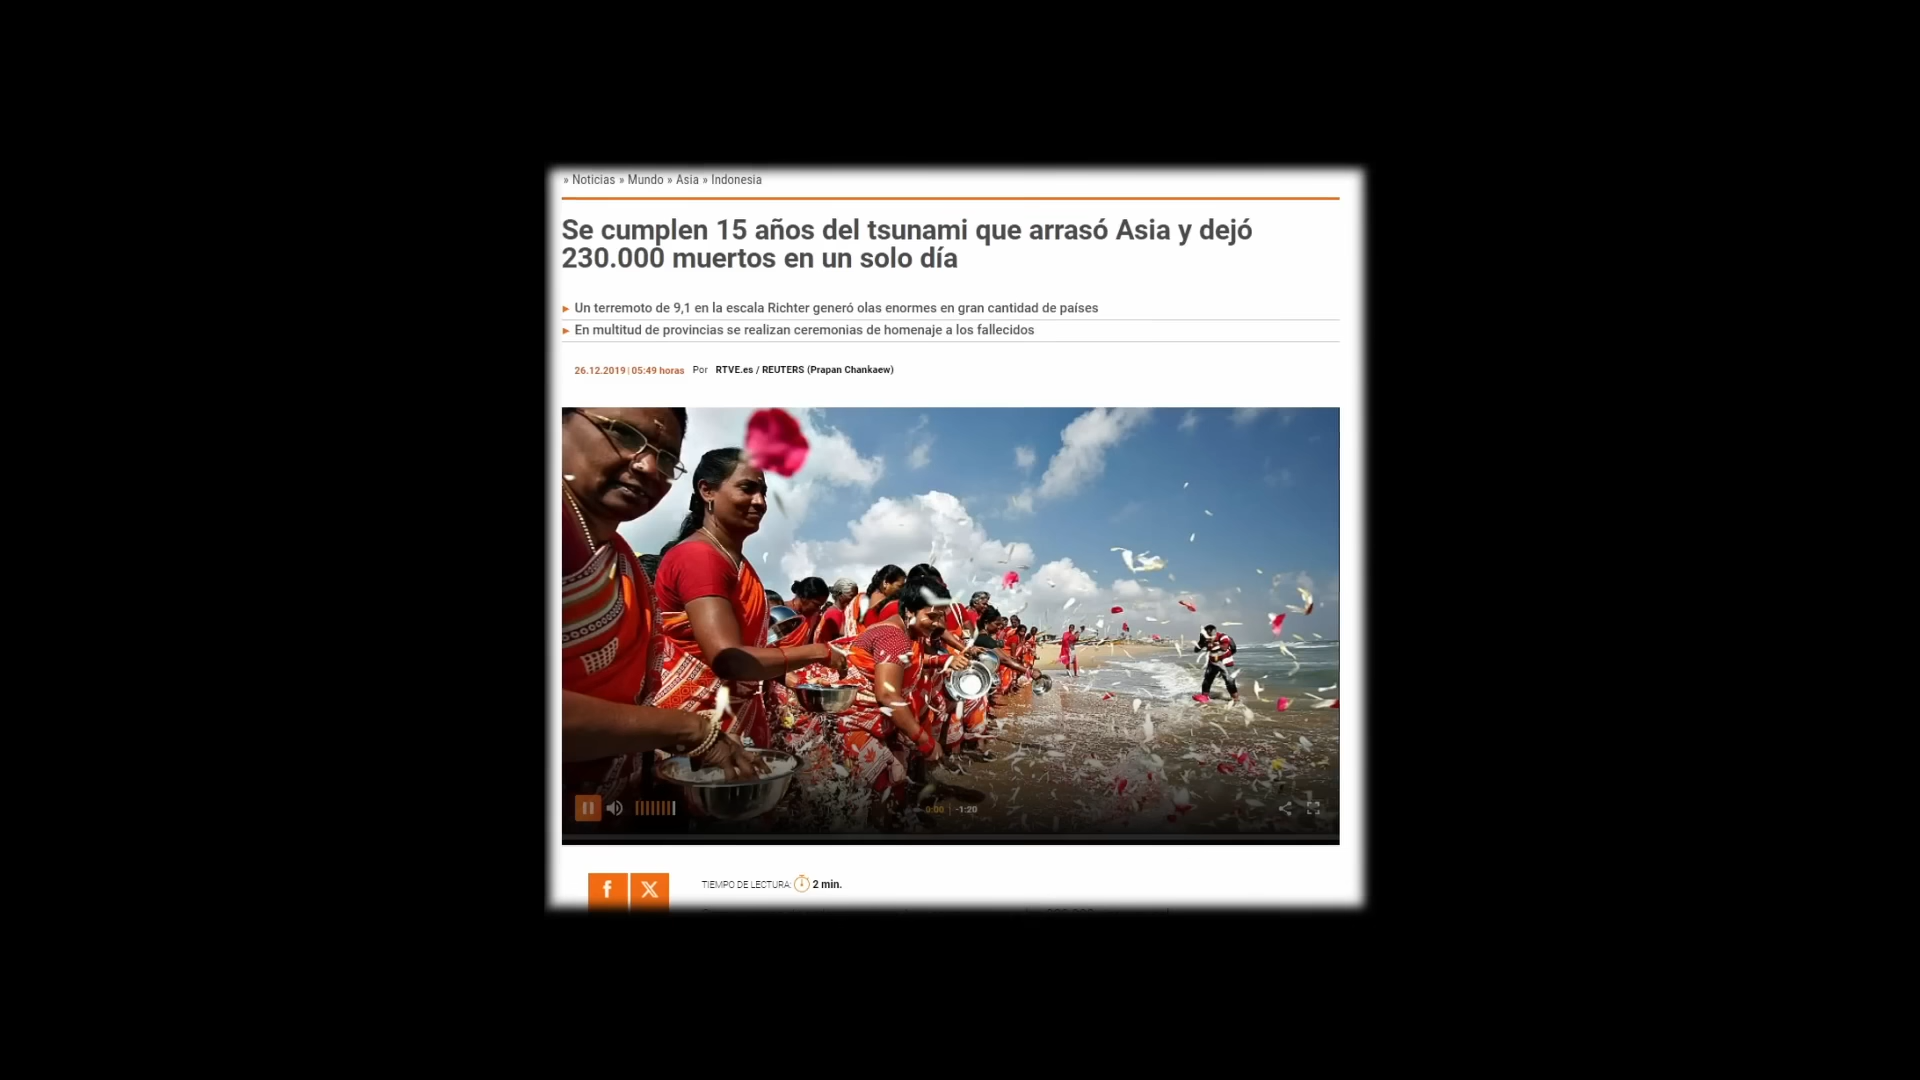 » Noticias » Mundo » Asia » Indonesia
Se cumplen 15 años del tsunami que arrasó Asia y dejó
230.000 muertos en un solo día
▸ Un terremoto de 9,1 en la escala Richter generó olas enormes en gran cantidad de países
▸ En multitud de provincias se realizan ceremonias de homenaje a los fallecidos
26.12.2019 | 05:49 horas Por RTVE.es / REUTERS (Prapan Chankaew)
0:00 | -1:20
TIEMPO DE LECTURA: 2 min.